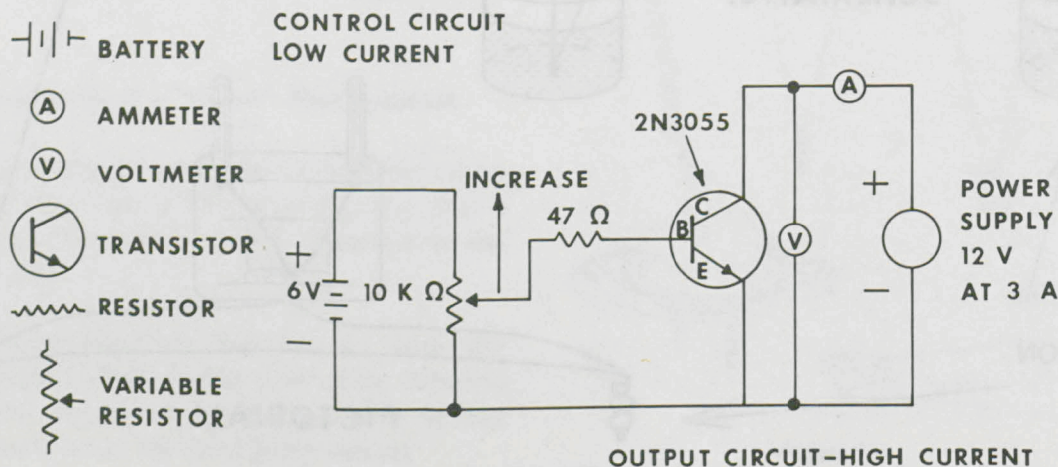 BATTERY
CONTROL CIRCUIT
LOW CURRENT
A AMMETER
V VOLTMETER
TRANSISTOR
RESISTOR
VARIABLE
RESISTOR
+
6V
−
10 K Ω
INCREASE
47 Ω
2N3055
C
B
E
V
A
+
−
POWER
SUPPLY
12 V
AT 3 A
OUTPUT CIRCUIT–HIGH CURRENT